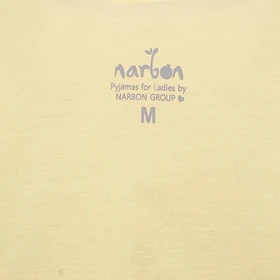 narbon
Pyjamas for Ladies by
NARBON GROUP
M